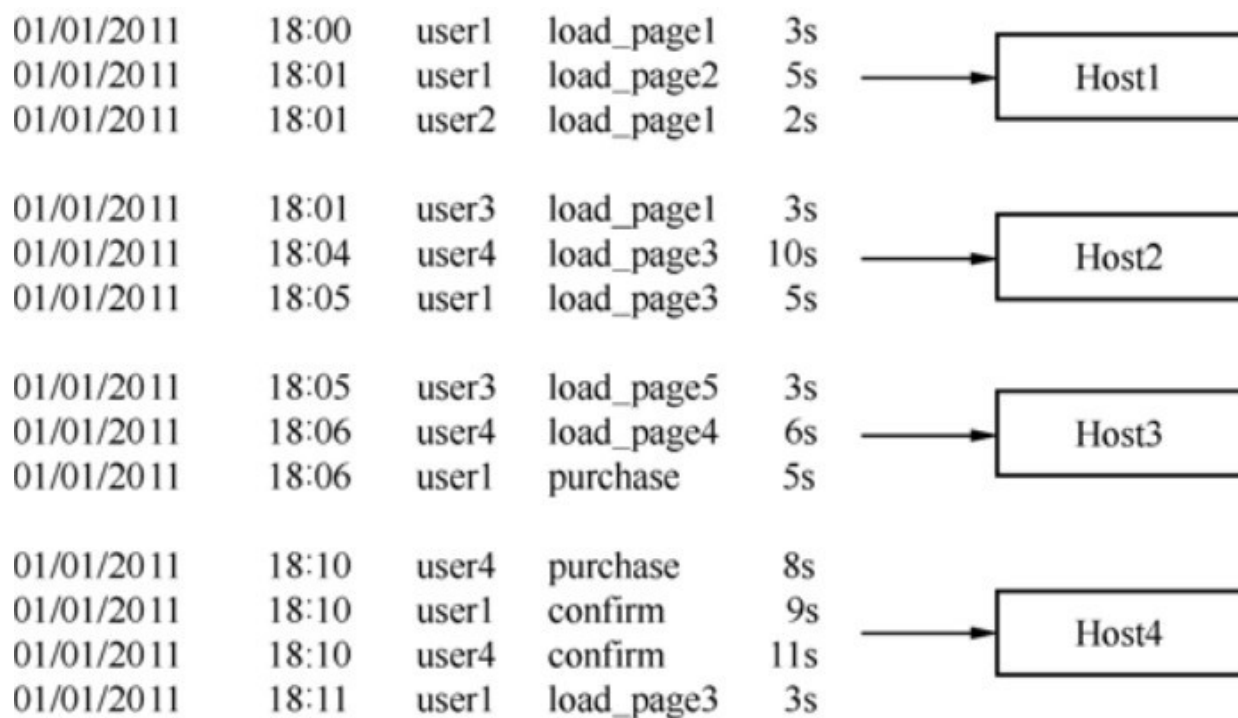 01/01/2011 18:00 user1 load_page1 3s
01/01/2011 18:01 user1 load_page2 5s Host1
01/01/2011 18:01 user2 load_page1 2s
01/01/2011 18:01 user3 load_page1 3s
01/01/2011 18:04 user4 load_page3 10s Host2
01/01/2011 18:05 user1 load_page3 5s
01/01/2011 18:05 user3 load_page5 3s
01/01/2011 18:06 user4 load_page4 6s Host3
01/01/2011 18:06 user1 purchase 5s
01/01/2011 18:10 user4 purchase 8s
01/01/2011 18:10 user1 confirm 9s Host4
01/01/2011 18:10 user4 confirm 11s
01/01/2011 18:11 user1 load_page3 3s